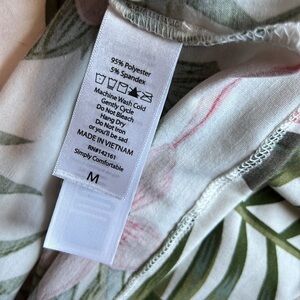 95% Polyester
5% Spandex
Machine Wash Cold
Gentle Cycle
Do Not Bleach
Hang Dry
Do Not Iron
or you'll be sad
MADE IN VIETNAM
RN#142161
Simply Comfortable
M